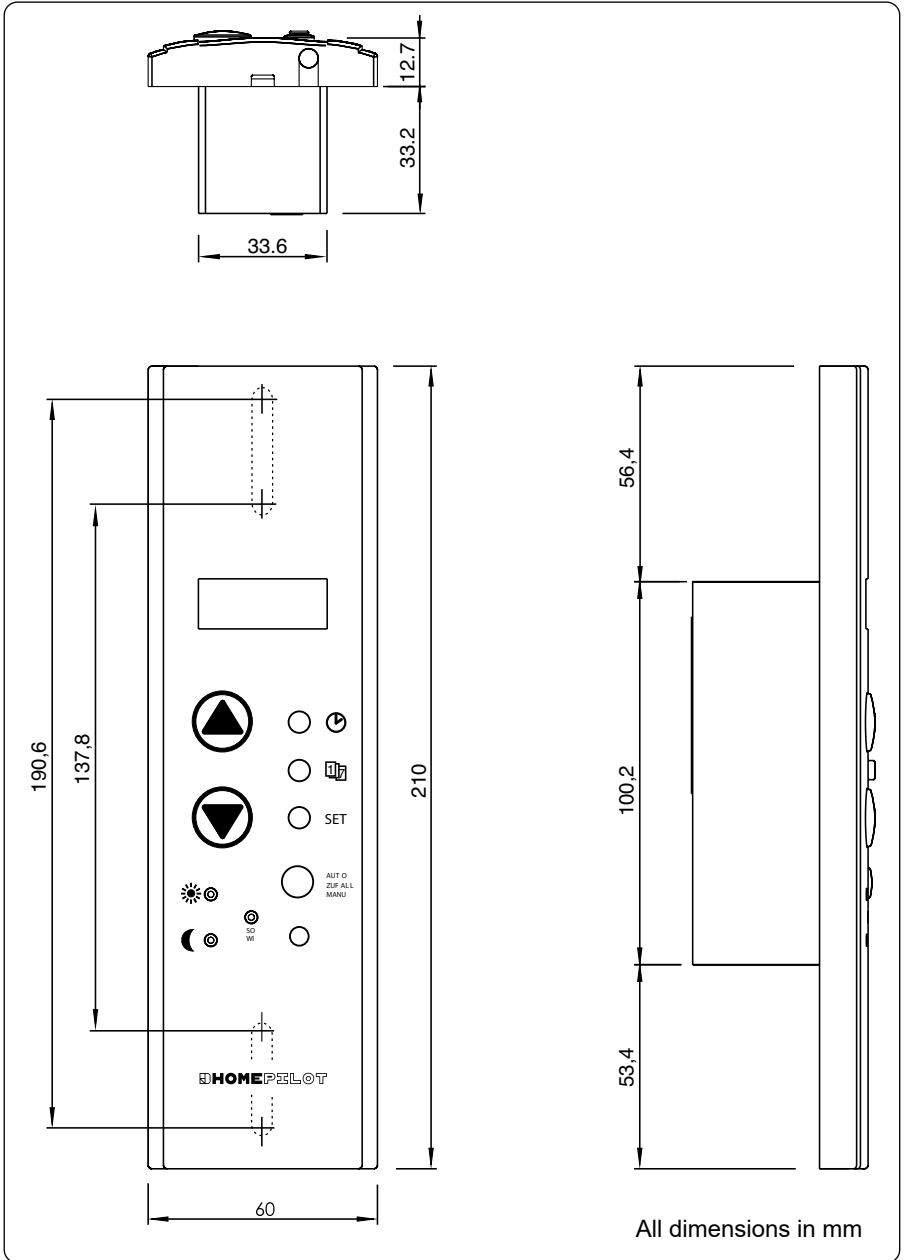 12.7
33.2
33.6
56,4
190,6
137,8
210
100,2
SET
AUT O
ZUF AL L
MANU
SO
WI
53,4
HOMEPILOT
60
All dimensions in mm